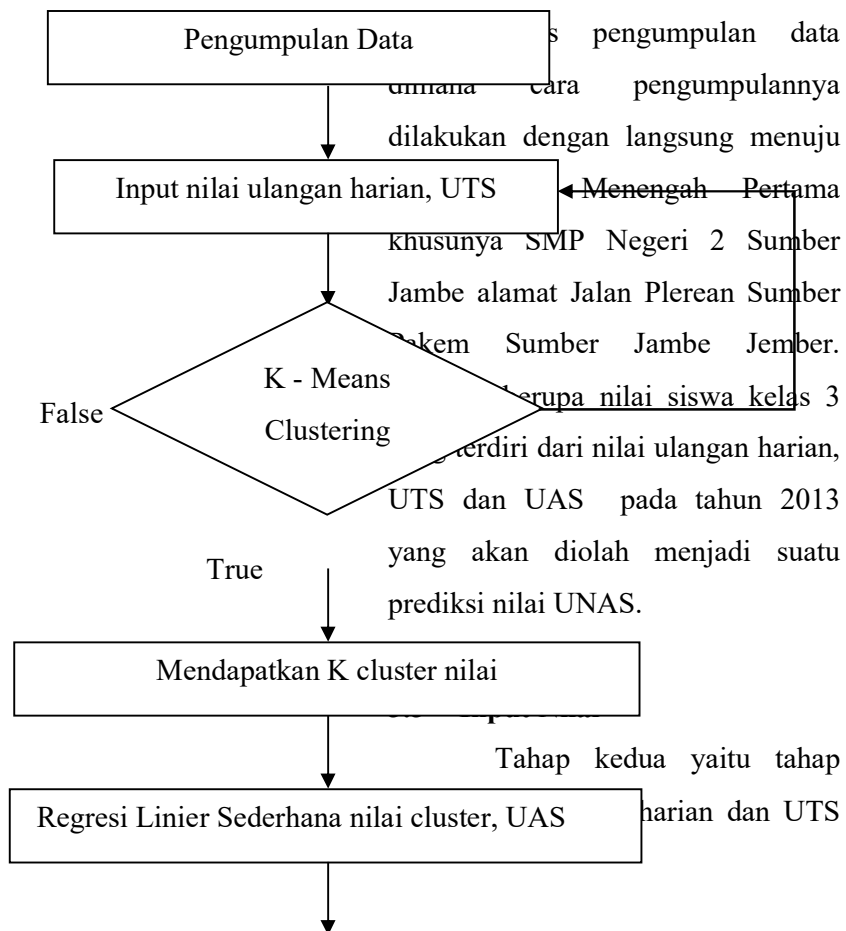 Pengumpulan Data
Input nilai ulangan harian, UTS
K - Means
Clustering
False
True
Mendapatkan K cluster nilai
Regresi Linier Sederhana nilai cluster, UAS
pengumpulan data
dimana cara pengumpulannya
dilakukan dengan langsung menuju
Menengah Pertama
khusunya SMP Negeri 2 Sumber
Jambe alamat Jalan Plerean Sumber
Pakem Sumber Jambe Jember.
berupa nilai siswa kelas 3
terdiri dari nilai ulangan harian,
UTS dan UAS pada tahun 2013
yang akan diolah menjadi suatu
prediksi nilai UNAS.
Tahap kedua yaitu tahap
harian dan UTS